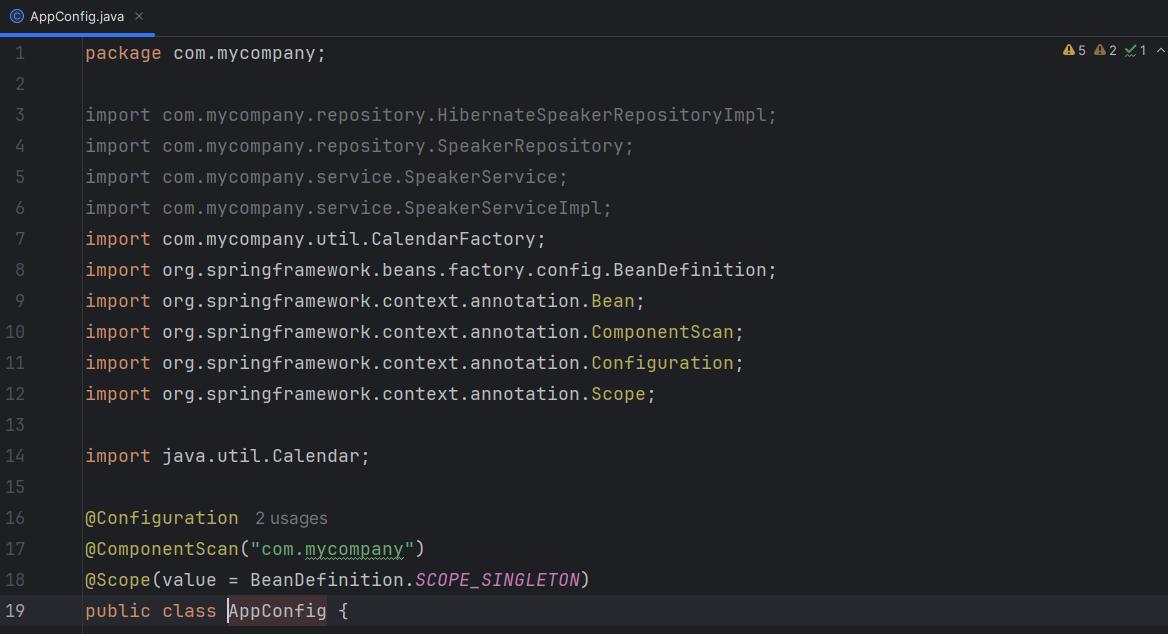 AppConfig.java
5 2 1
1 package com.mycompany;
2
3 import com.mycompany.repository.HibernateSpeakerRepositoryImpl;
4 import com.mycompany.repository.SpeakerRepository;
5 import com.mycompany.service.SpeakerService;
6 import com.mycompany.service.SpeakerServiceImpl;
7 import com.mycompany.util.CalendarFactory;
8 import org.springframework.beans.factory.config.BeanDefinition;
9 import org.springframework.context.annotation.Bean;
10 import org.springframework.context.annotation.ComponentScan;
11 import org.springframework.context.annotation.Configuration;
12 import org.springframework.context.annotation.Scope;
13
14 import java.util.Calendar;
15
16 @Configuration 2 usages
17 @ComponentScan("com.mycompany")
18 @Scope(value = BeanDefinition.SCOPE_SINGLETON)
19 public class AppConfig {